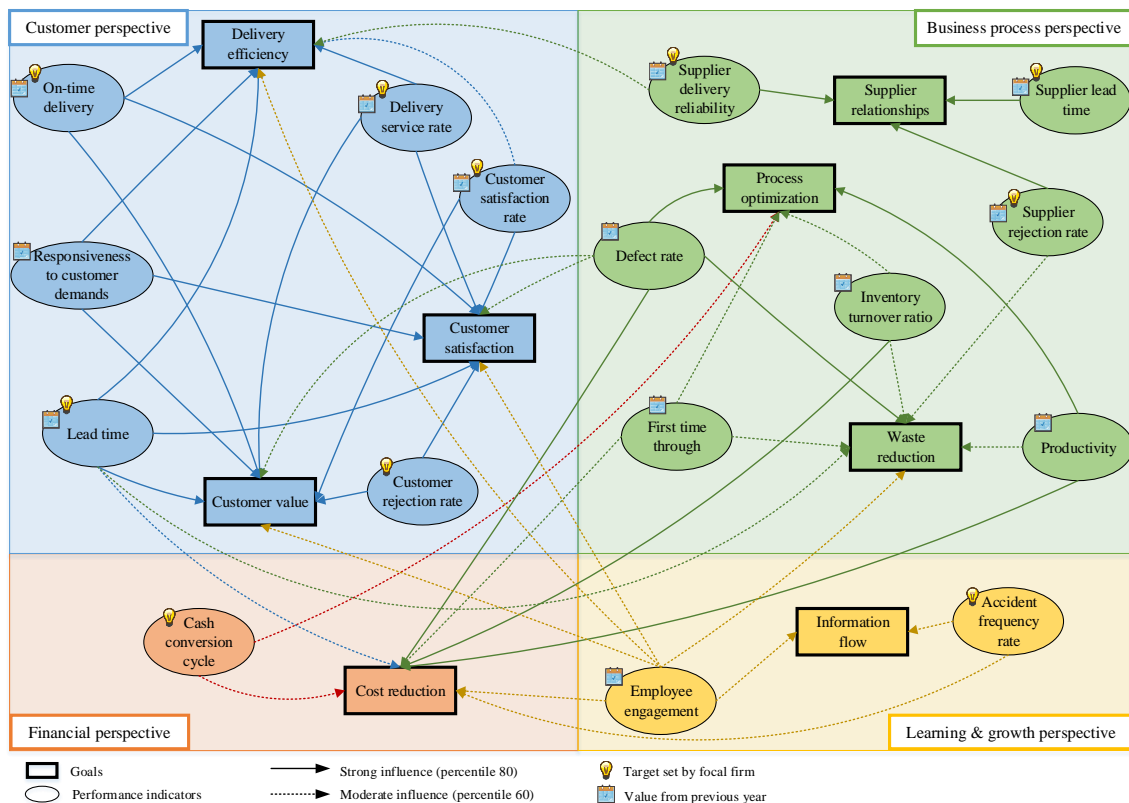 Customer perspective
Delivery
efficiency
Business process perspective
On-time
delivery
Delivery
service rate
Supplier
delivery
reliability
Supplier
relationships
Supplier lead
time
Customer
satisfaction
rate
Process
optimization
Supplier
rejection rate
Responsiveness
to customer
demands
Defect rate
Inventory
turnover ratio
Customer
satisfaction
Lead time
First time
through
Waste
reduction
Productivity
Customer value
Customer
rejection rate
Cash
conversion
cycle
Information
flow
Accident
frequency
rate
Cost reduction
Employee
engagement
Financial perspective
Learning & growth perspective
Goals
Strong influence (percentile 80)
Target set by focal firm
Performance indicators
Moderate influence (percentile 60)
Value from previous year